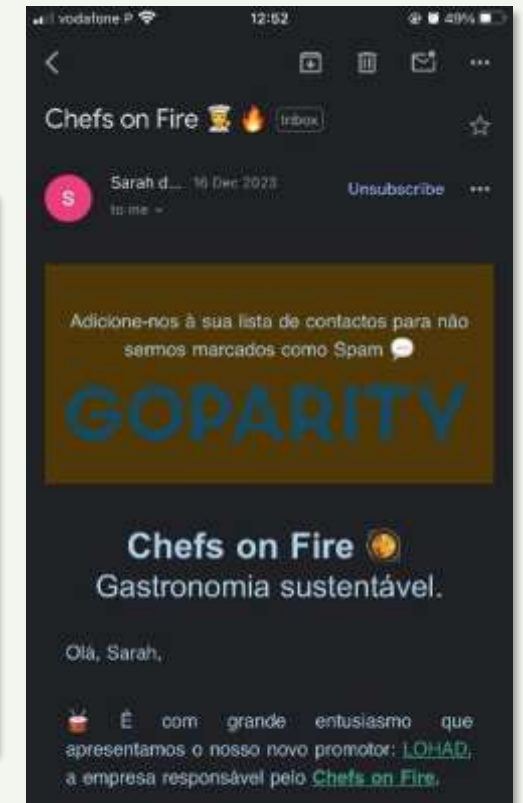 vodafone P 12:52 49%
Chefs on Fire 👨‍🍳 🔥 Inbox
S
Sarah d... 16 Dec 2023 Unsubscribe
to me
Adicione-nos à sua lista de contactos para não
sermos marcados como Spam 💬
GOPARITY
Chefs on Fire 🥘
Gastronomia sustentável.
Olá, Sarah,
🥁 É com grande entusiasmo que
apresentamos o nosso novo promotor: LOHAD,
a empresa responsável pelo Chefs on Fire.